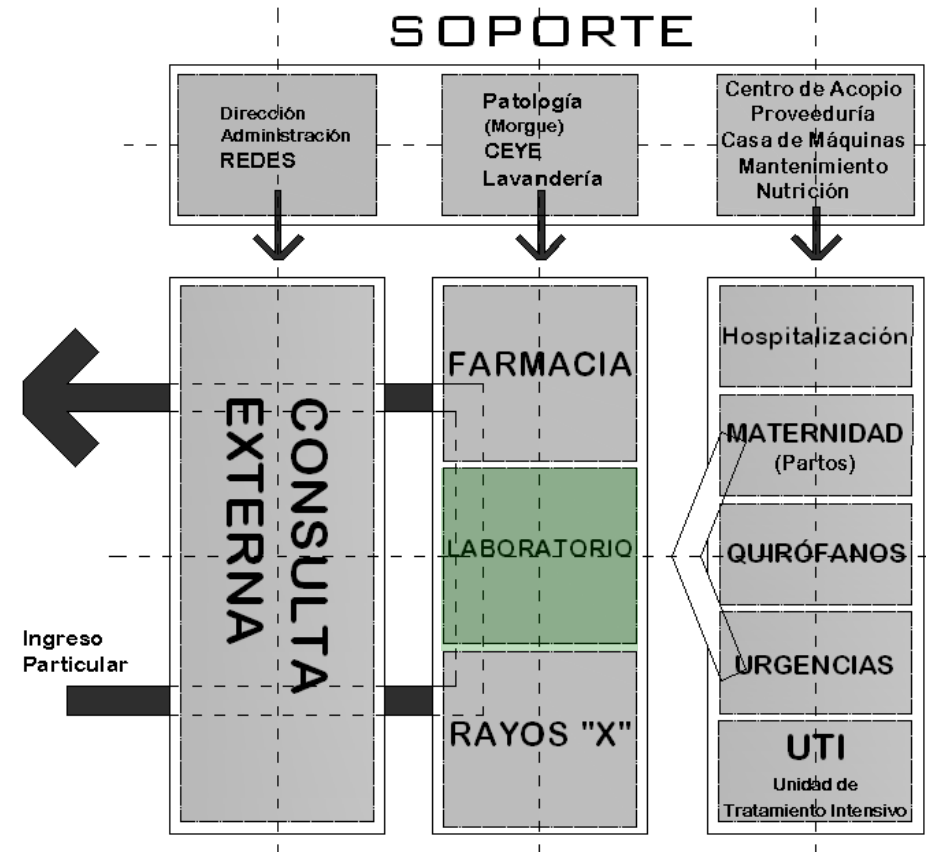 SOPORTE
Dirección
Administración
REDES
Patología
(Morgue)
CEYE
Lavandería
Centro de Acopio
Proveeduría
Casa de Máquinas
Mantenimiento
Nutrición
CONSULTA
EXTERNA
Ingreso
Particular
FARMACIA
LABORATORIO
RAYOS "X"
Hospitalización
MATERNIDAD
(Partos)
QUIRÓFANOS
URGENCIAS
UTI
Unidad de
Tratamiento Intensivo